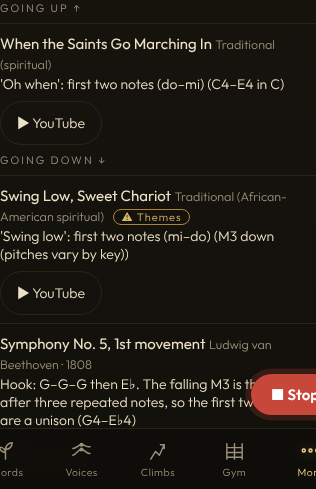 GOING UP ↑
When the Saints Go Marching In Traditional
(spiritual)
'Oh when': first two notes (do–mi) (C4–E4 in C)
▶ YouTube
GOING DOWN ↓
Swing Low, Sweet Chariot Traditional (African-
American spiritual) ⚠ Themes
'Swing low': first two notes (mi–do) (M3 down
(pitches vary by key))
▶ YouTube
Symphony No. 5, 1st movement Ludwig van
Beethoven · 1808
Hook: G–G–G then E♭. The falling M3 is
after three repeated notes, so the first
are a unison (G4–E♭4)
■ Stop
Voices
Climbs
Gym